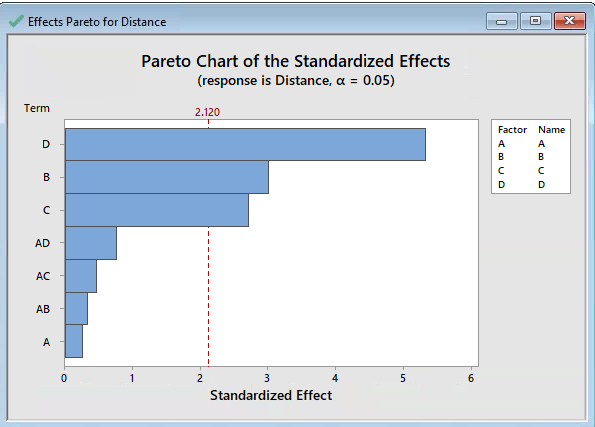 Effects Pareto for Distance
Pareto Chart of the Standardized Effects
(response is Distance, α = 0.05)
Term
2.120
D
B
C
AD
AC
AB
A
0 1 2 3 4 5 6
Standardized Effect
Factor Name
A A
B B
C C
D D